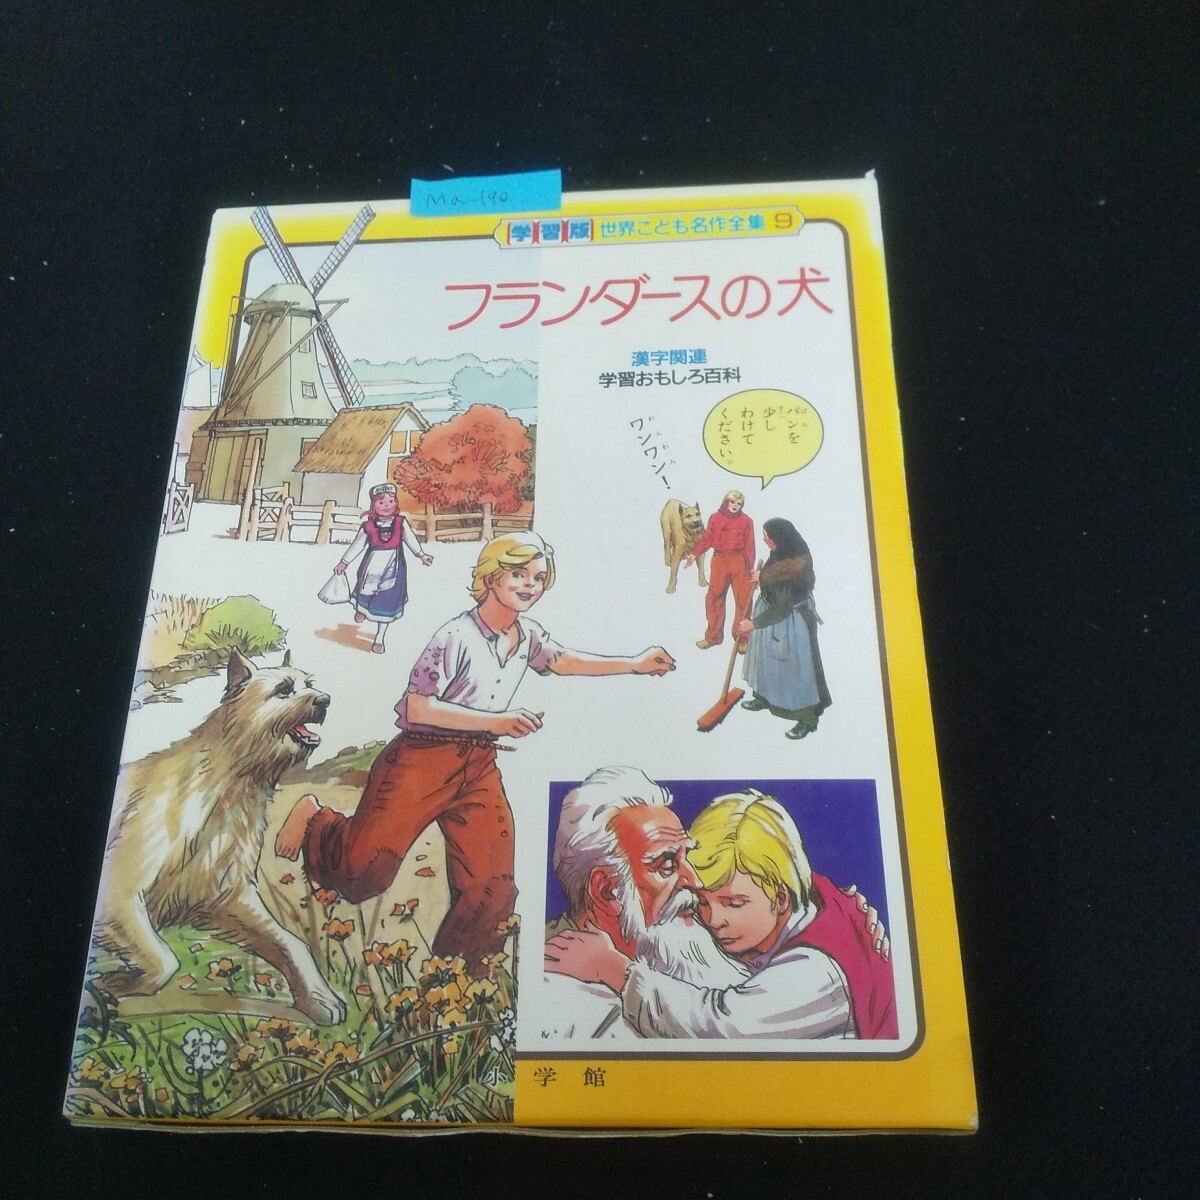 Ma-190
学習版 世界こども名作全集 9
フランダースの犬
漢字関連
学習おもしろ百科
パンを
少し
わけて
ください。
ワンワン!
小学館